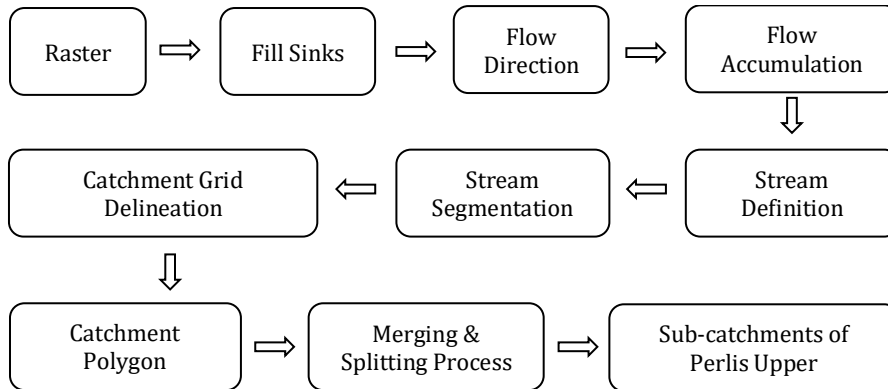 Raster
Fill Sinks
Flow
Direction
Flow
Accumulation
Catchment Grid
Delineation
Stream
Segmentation
Stream
Definition
Catchment
Polygon
Merging &
Splitting Process
Sub-catchments of
Perlis Upper